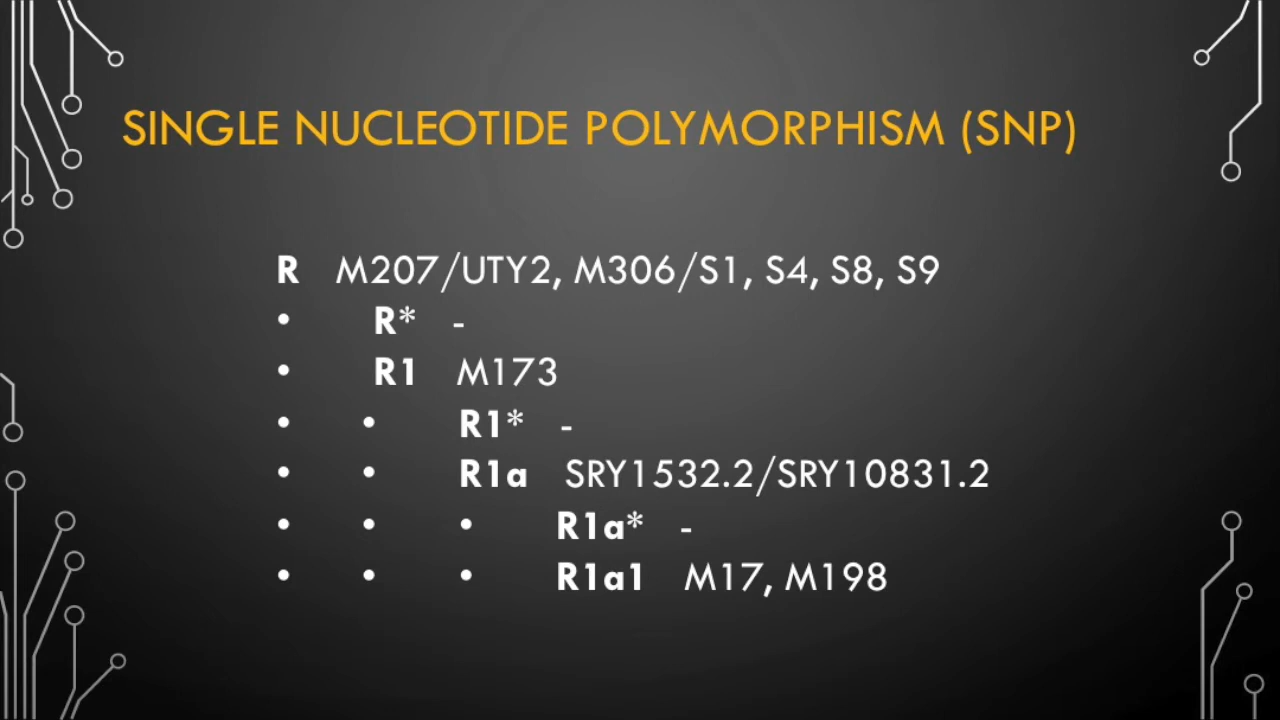 SINGLE NUCLEOTIDE POLYMORPHISM (SNP)
R M207/UTY2, M306/S1, S4, S8, S9
• R* -
• R1 M173
• • R1* -
• • R1a SRY1532.2/SRY10831.2
• • • R1a* -
• • • R1a1 M17, M198